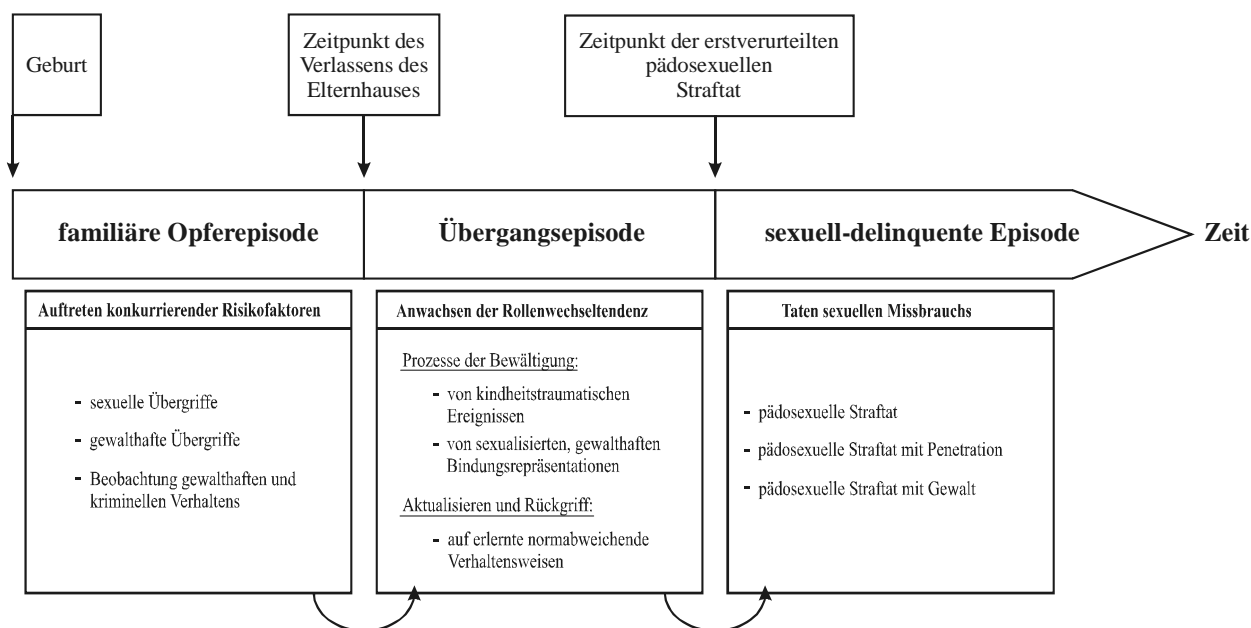 Geburt
Zeitpunkt des
Verlassens des
Elternhauses
Zeitpunkt der erstverurteilten
pädosexuellen
Straftat
familiäre Opferepisode
Übergangsepisode
sexuell-delinquente Episode
Zeit
Auftreten konkurrierender Risikofaktoren
- sexuelle Übergriffe
- gewalthafte Übergriffe
- Beobachtung gewalthaften und
kriminellen Verhaltens
Anwachsen der Rollenwechseltendenz
Prozesse der Bewältigung:
- von kindheitstraumatischen
Ereignissen
- von sexualisierten, gewalthaften
Bindungsrepräsentationen
Aktualisieren und Rückgriff:
- auf erlernte normabweichende
Verhaltensweisen
Taten sexuellen Missbrauchs
- pädosexuelle Straftat
- pädosexuelle Straftat mit Penetration
- pädosexuelle Straftat mit Gewalt